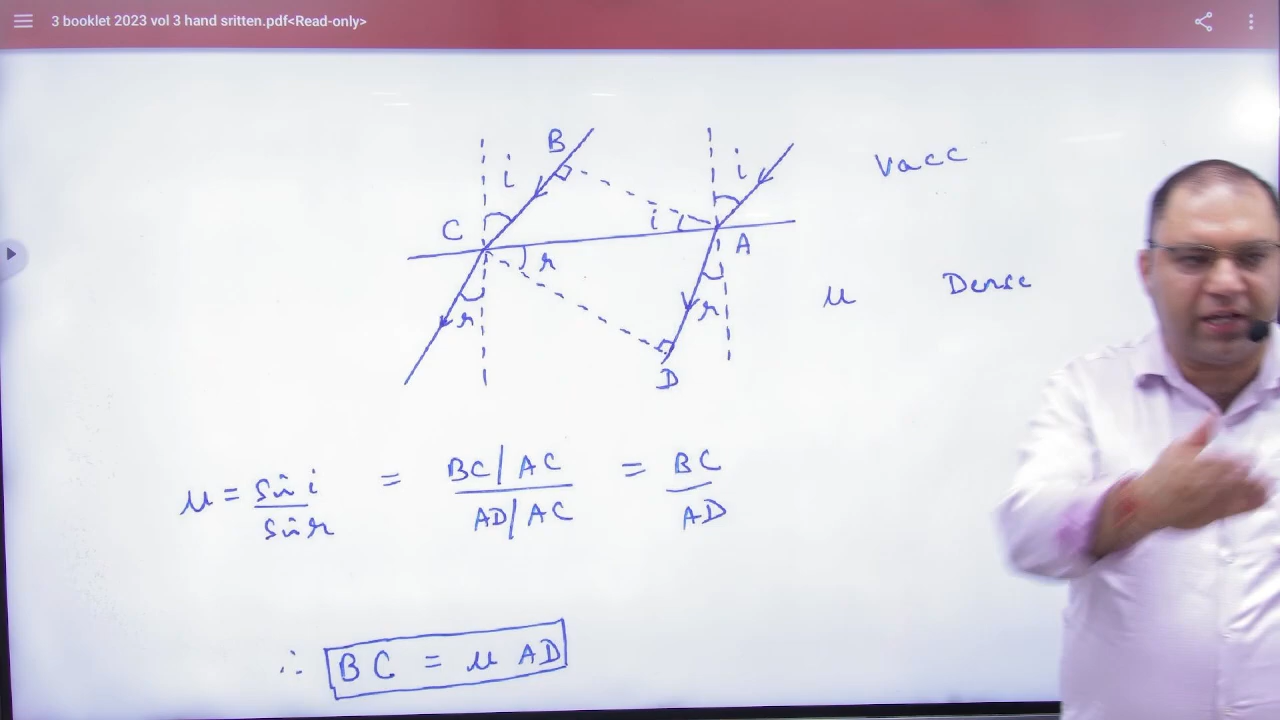 3 booklet 2023 vol 3 hand sritten.pdf<Read-only>
B
i
i
Vacc
C
i
A
r
r
r
μ Dense
D
μ = sin i / sin r = BC/AC / AD/AC = BC / AD
∴ BC = μ AD